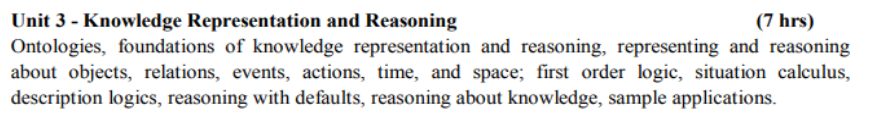 Unit 3 - Knowledge Representation and Reasoning (7 hrs)
Ontologies, foundations of knowledge representation and reasoning, representing and reasoning
about objects, relations, events, actions, time, and space; first order logic, situation calculus,
description logics, reasoning with defaults, reasoning about knowledge, sample applications.